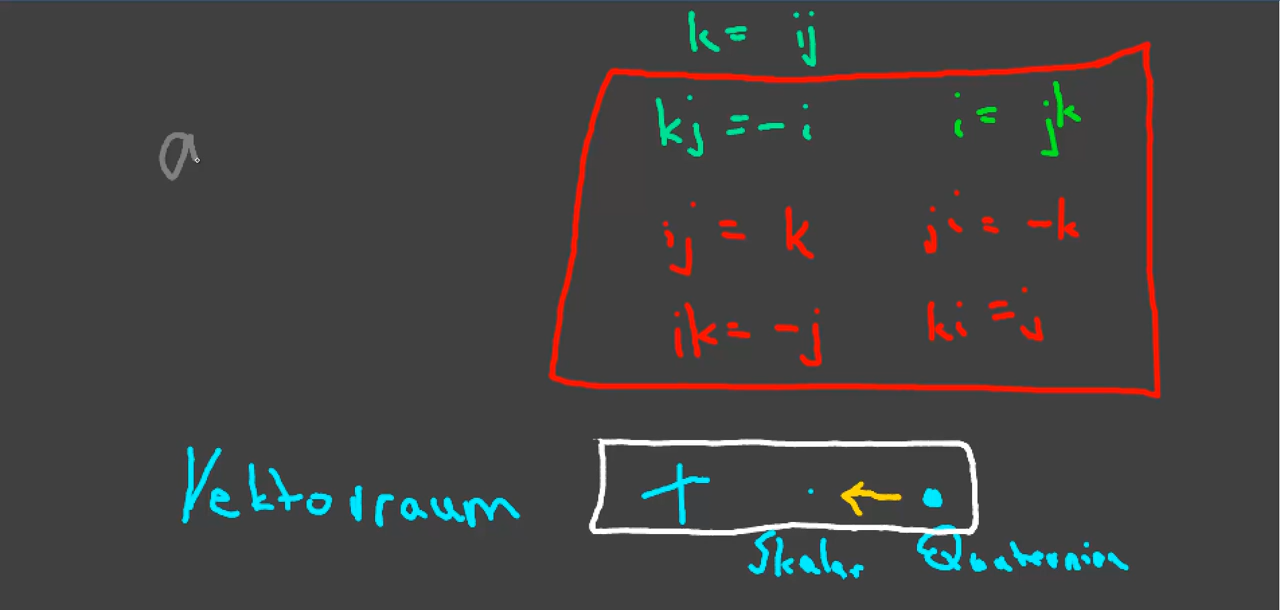 k = ij
kj = -i i = jk
a
ij = k ji = -k
ik = -j ki = j
Vektorraum + · ← •
Skalar Quaternion